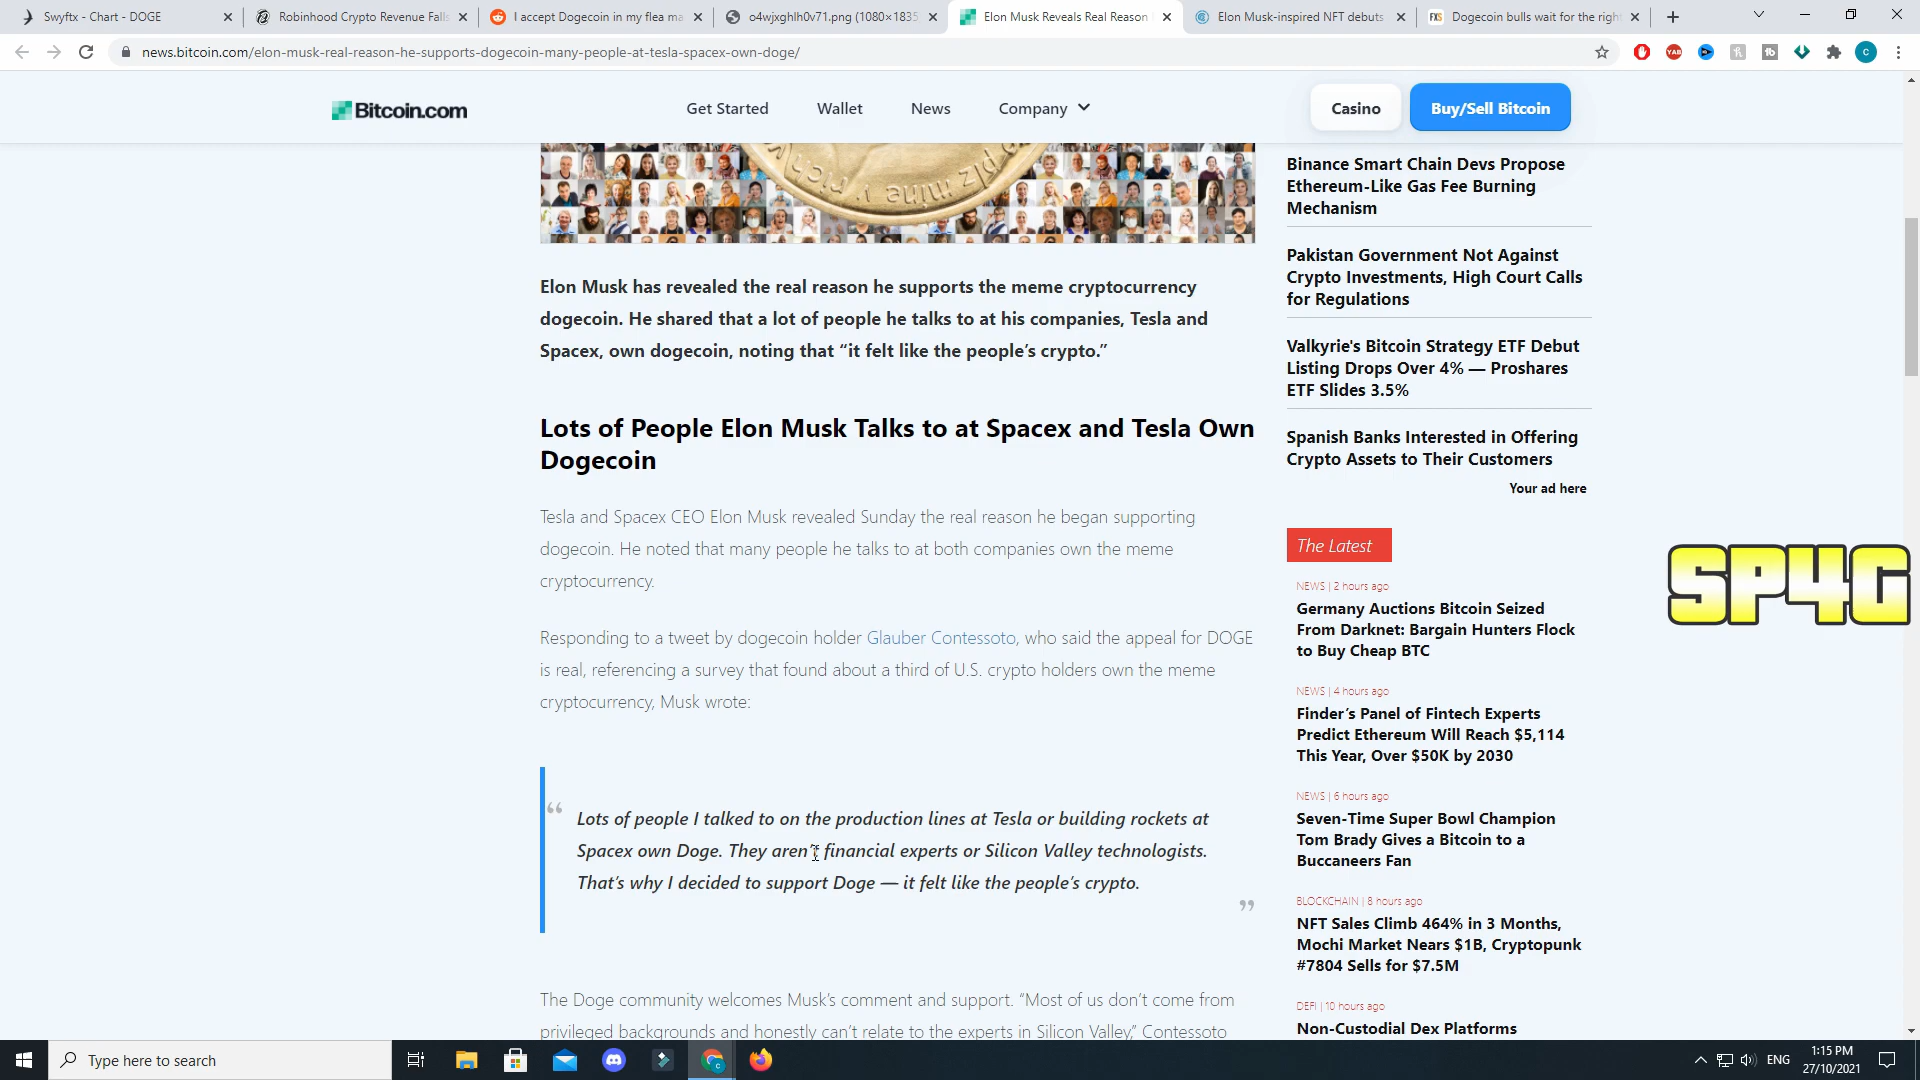 Swyftx - Chart - DOGE
Robinhood Crypto Revenue Falls
I accept Dogecoin in my flea ma
o4wjxghlh0v71.png (1080×1835
Elon Musk Reveals Real Reason
Elon Musk-inspired NFT debuts
Dogecoin bulls wait for the righ
news.bitcoin.com/elon-musk-real-reason-he-supports-dogecoin-many-people-at-tesla-spacex-own-doge/
Bitcoin.com
Get Started
Wallet
News
Company
Casino
Buy/Sell Bitcoin
Elon Musk has revealed the real reason he supports the meme cryptocurrency
dogecoin. He shared that a lot of people he talks to at his companies, Tesla and
Spacex, own dogecoin, noting that “it felt like the people’s crypto.”
Lots of People Elon Musk Talks to at Spacex and Tesla Own
Dogecoin
Tesla and Spacex CEO Elon Musk revealed Sunday the real reason he began supporting
dogecoin. He noted that many people he talks to at both companies own the meme
cryptocurrency.
Responding to a tweet by dogecoin holder Glauber Contessoto, who said the appeal for DOGE
is real, referencing a survey that found about a third of U.S. crypto holders own the meme
cryptocurrency, Musk wrote:
“
Lots of people I talked to on the production lines at Tesla or building rockets at
Spacex own Doge. They aren’t financial experts or Silicon Valley technologists.
That’s why I decided to support Doge — it felt like the people’s crypto.
”
The Doge community welcomes Musk’s comment and support. “Most of us don’t come from
privileged backgrounds and honestly can’t relate to the experts in Silicon Valley,” Contessoto
Binance Smart Chain Devs Propose
Ethereum-Like Gas Fee Burning
Mechanism
Pakistan Government Not Against
Crypto Investments, High Court Calls
for Regulations
Valkyrie's Bitcoin Strategy ETF Debut
Listing Drops Over 4% — Proshares
ETF Slides 3.5%
Spanish Banks Interested in Offering
Crypto Assets to Their Customers
Your ad here
The Latest
NEWS | 2 hours ago
Germany Auctions Bitcoin Seized
From Darknet: Bargain Hunters Flock
to Buy Cheap BTC
NEWS | 4 hours ago
Finder’s Panel of Fintech Experts
Predict Ethereum Will Reach $5,114
This Year, Over $50K by 2030
NEWS | 6 hours ago
Seven-Time Super Bowl Champion
Tom Brady Gives a Bitcoin to a
Buccaneers Fan
BLOCKCHAIN | 8 hours ago
NFT Sales Climb 464% in 3 Months,
Mochi Market Nears $1B, Cryptopunk
#7804 Sells for $7.5M
DEFI | 10 hours ago
Non-Custodial Dex Platforms
SP4G
Type here to search
ENG
1:15 PM
27/10/2021